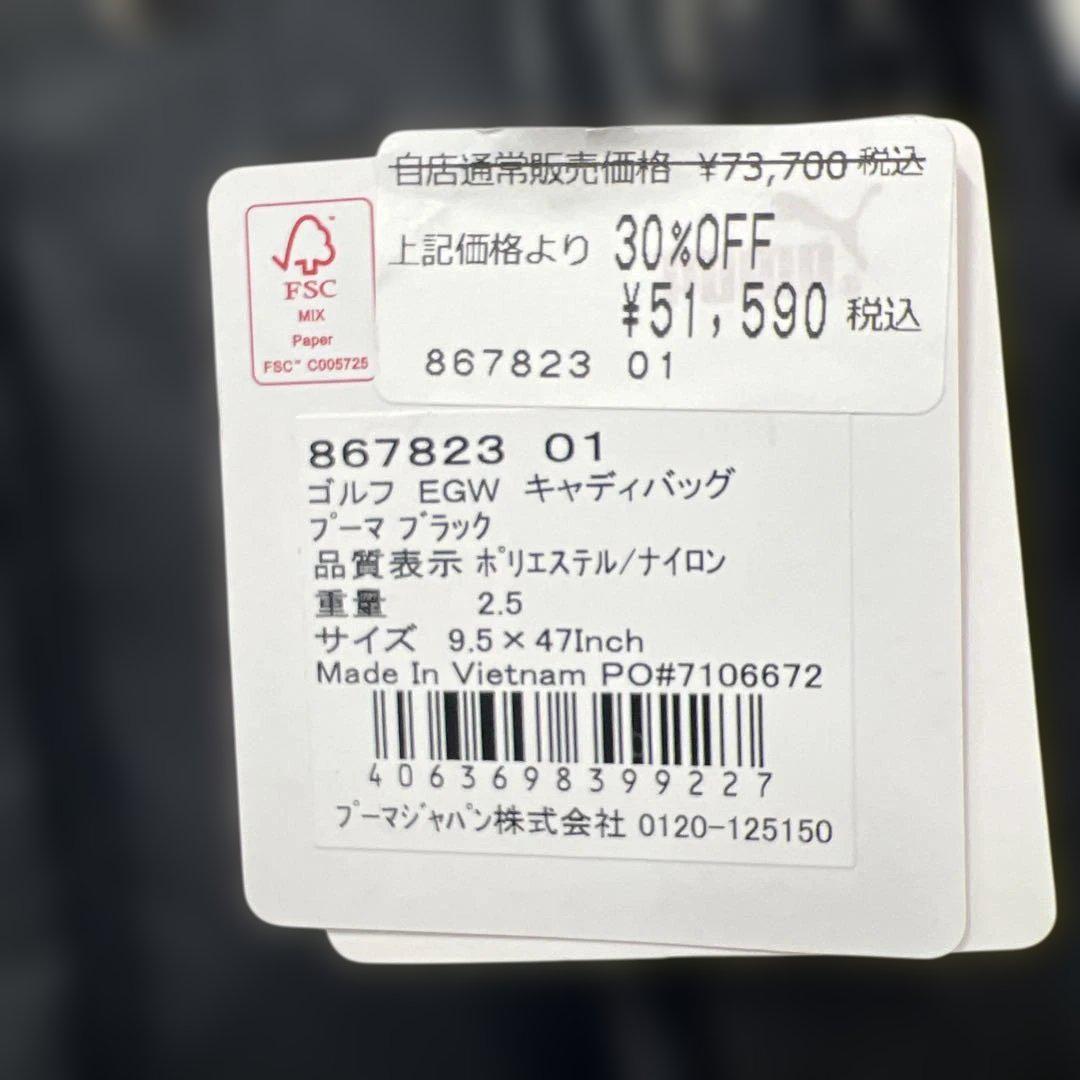 自店通常販売価格 ¥73,700 税込
上記価格より 30%OFF
¥51,590 税込
867823 01
FSC
MIX
Paper
FSC™ C005725
867823 01
ゴルフ EGW キャディバッグ
プーマ ブラック
品質表示 ポリエステル/ナイロン
重量 2.5
サイズ 9.5×47Inch
Made In Vietnam PO#7106672
4063698399227
プーマジャパン株式会社 0120-125150